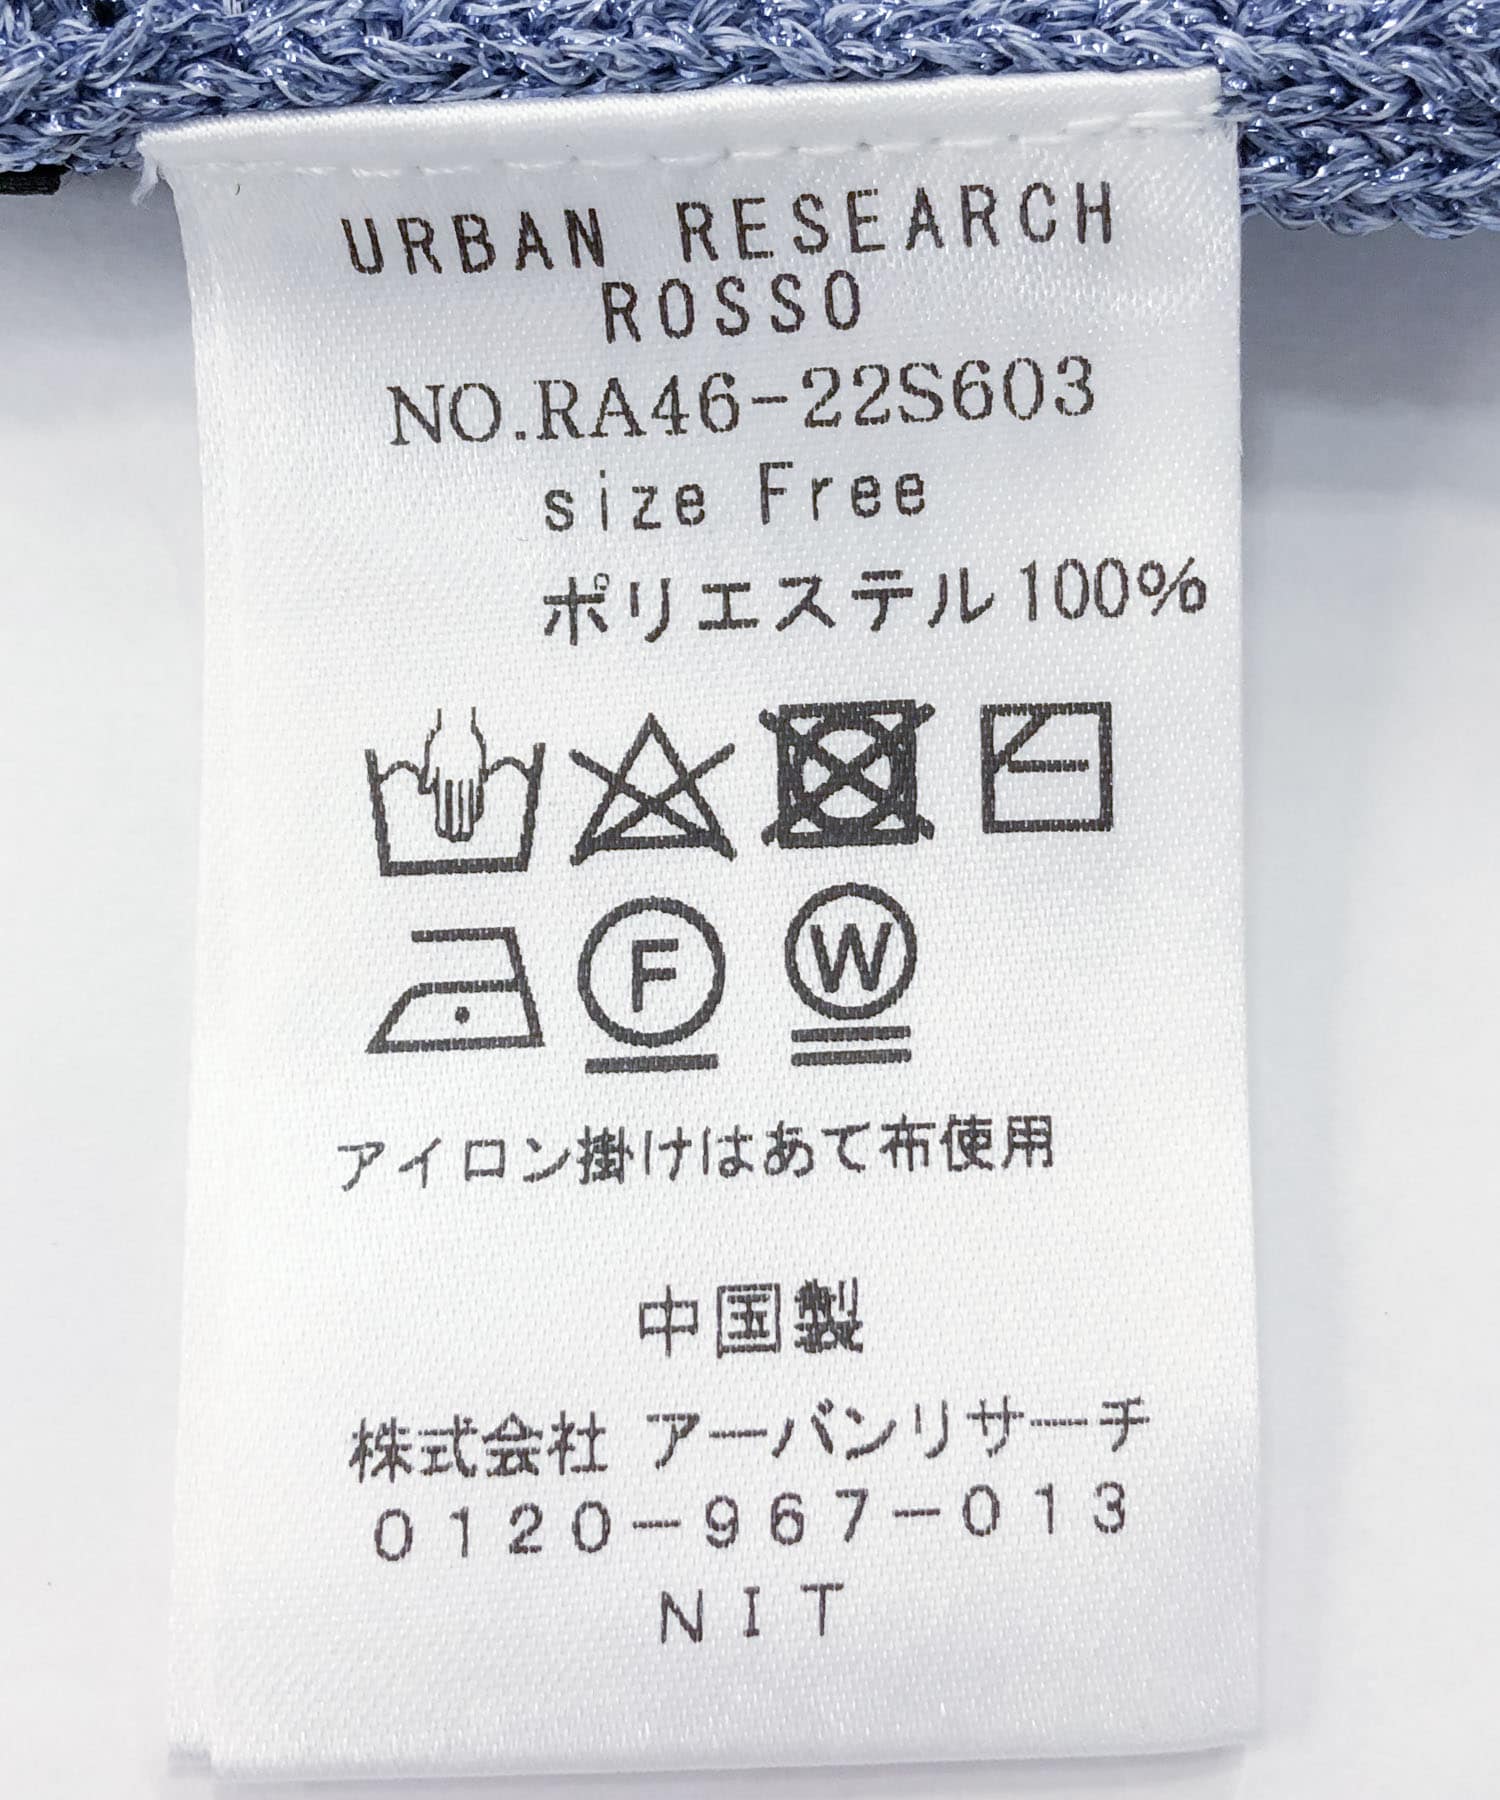 URBAN RESEARCH
ROSSO
NO.RA46-22S603
size Free
ポリエステル100%
F
W
アイロン掛けはあて布使用
中国製
株式会社 アーバンリサーチ
0120-967-013
NIT